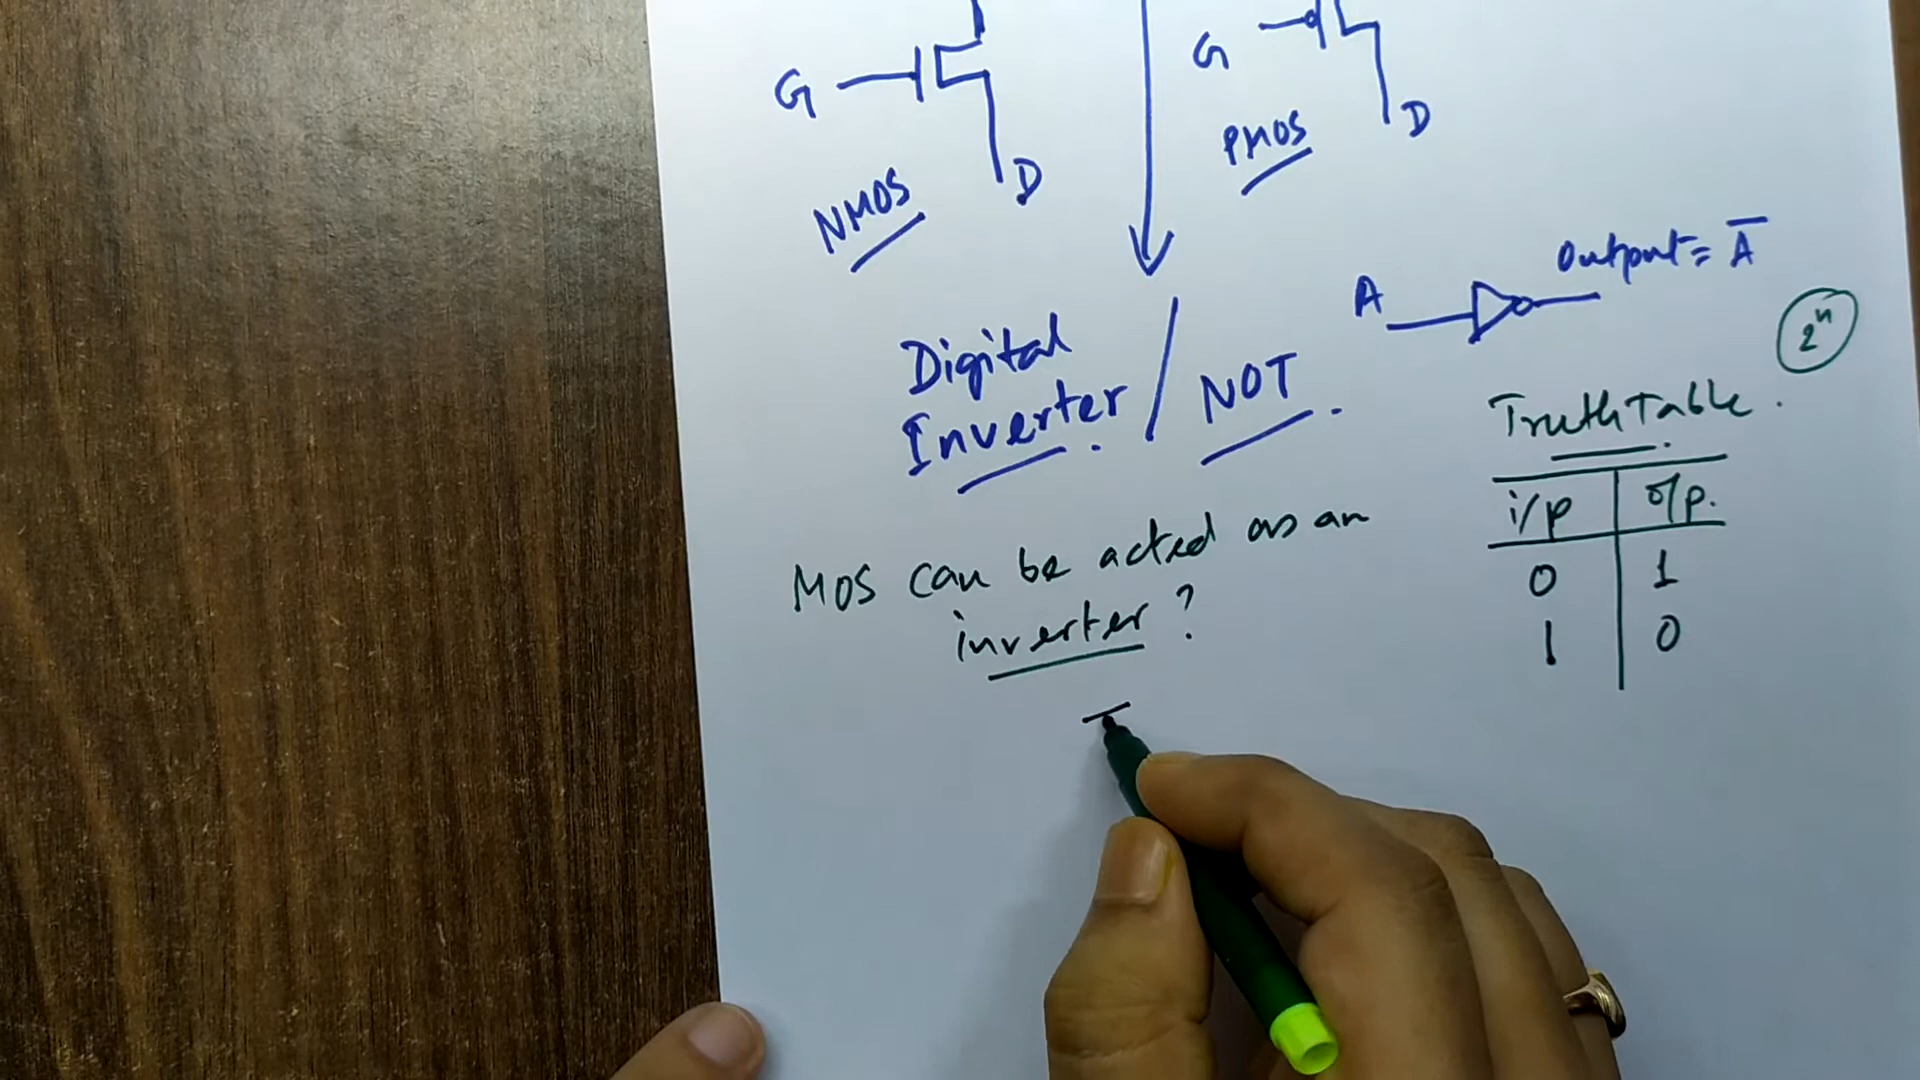 G
G
D
D
NMOS
PMOS
A
Output = A̅
2ⁿ
Digital
Inverter / NOT.
Truth Table.
i/p o/p.
0 1
1 0
MOS can be acted as an
inverter?